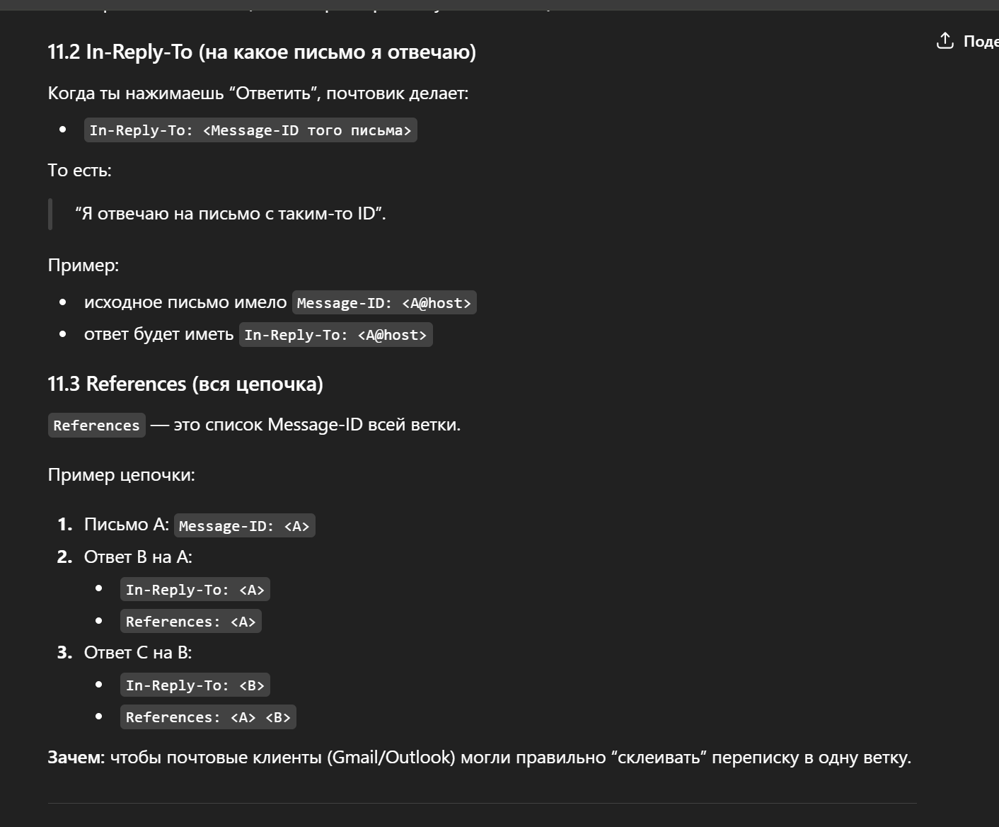 11.2 In-Reply-To (на какое письмо я отвечаю)
Поде
Когда ты нажимаешь “Ответить”, почтовик делает:
• In-Reply-To: <Message-ID того письма>
То есть:
“Я отвечаю на письмо с таким-то ID”.
Пример:
• исходное письмо имело Message-ID: <A@host>
• ответ будет иметь In-Reply-To: <A@host>
11.3 References (вся цепочка)
References — это список Message-ID всей ветки.
Пример цепочки:
1. Письмо A: Message-ID: <A>
2. Ответ B на A:
• In-Reply-To: <A>
• References: <A>
3. Ответ C на B:
• In-Reply-To: <B>
• References: <A> <B>
Зачем: чтобы почтовые клиенты (Gmail/Outlook) могли правильно “склеивать” переписку в одну ветку.